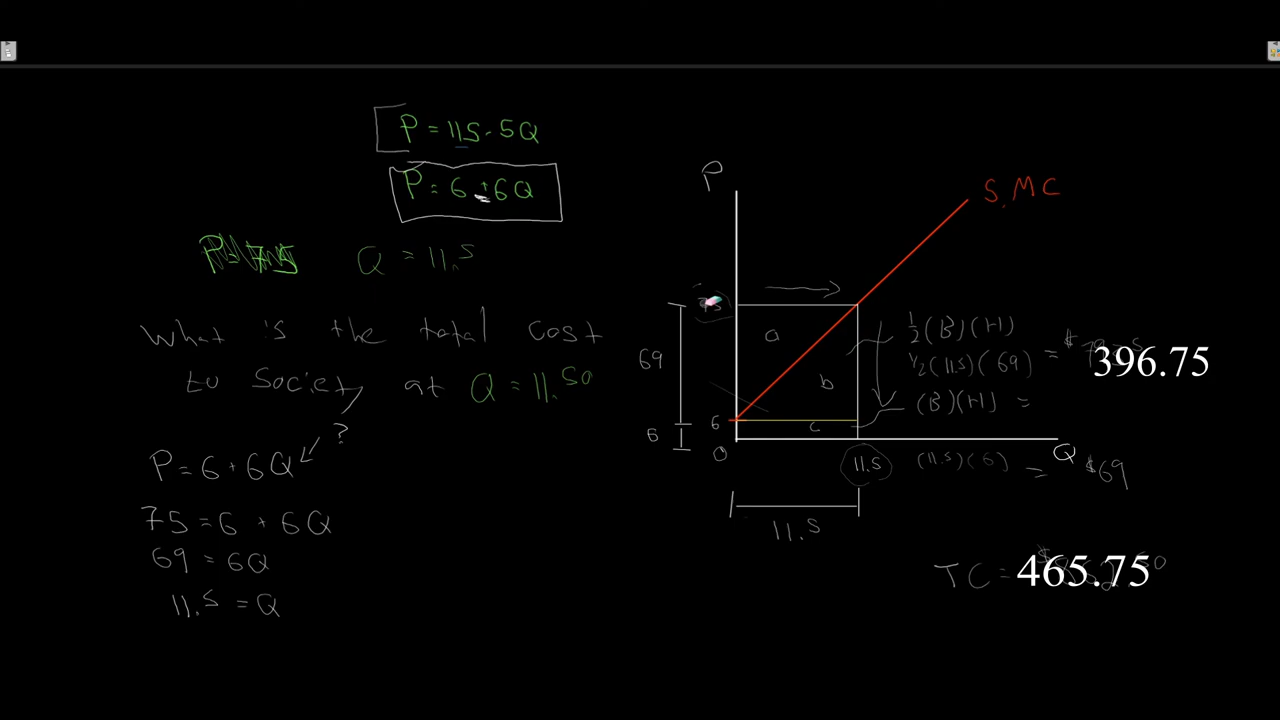 P = 115 - 5Q
P = 6 + 6Q
Q = 11.5
What is the total cost
to Society at Q = 11.50
?
P = 6 + 6Q
75 = 6 + 6Q
69 = 6Q
11.5 = Q
P
S, MC
75
a
69
b
6
c
6
0
11.5
Q
11.5
½(B)(H)
½(11.5)(69) = $
396.75
(B)(H) =
(11.5)(6) = $69
TC = $
465.75